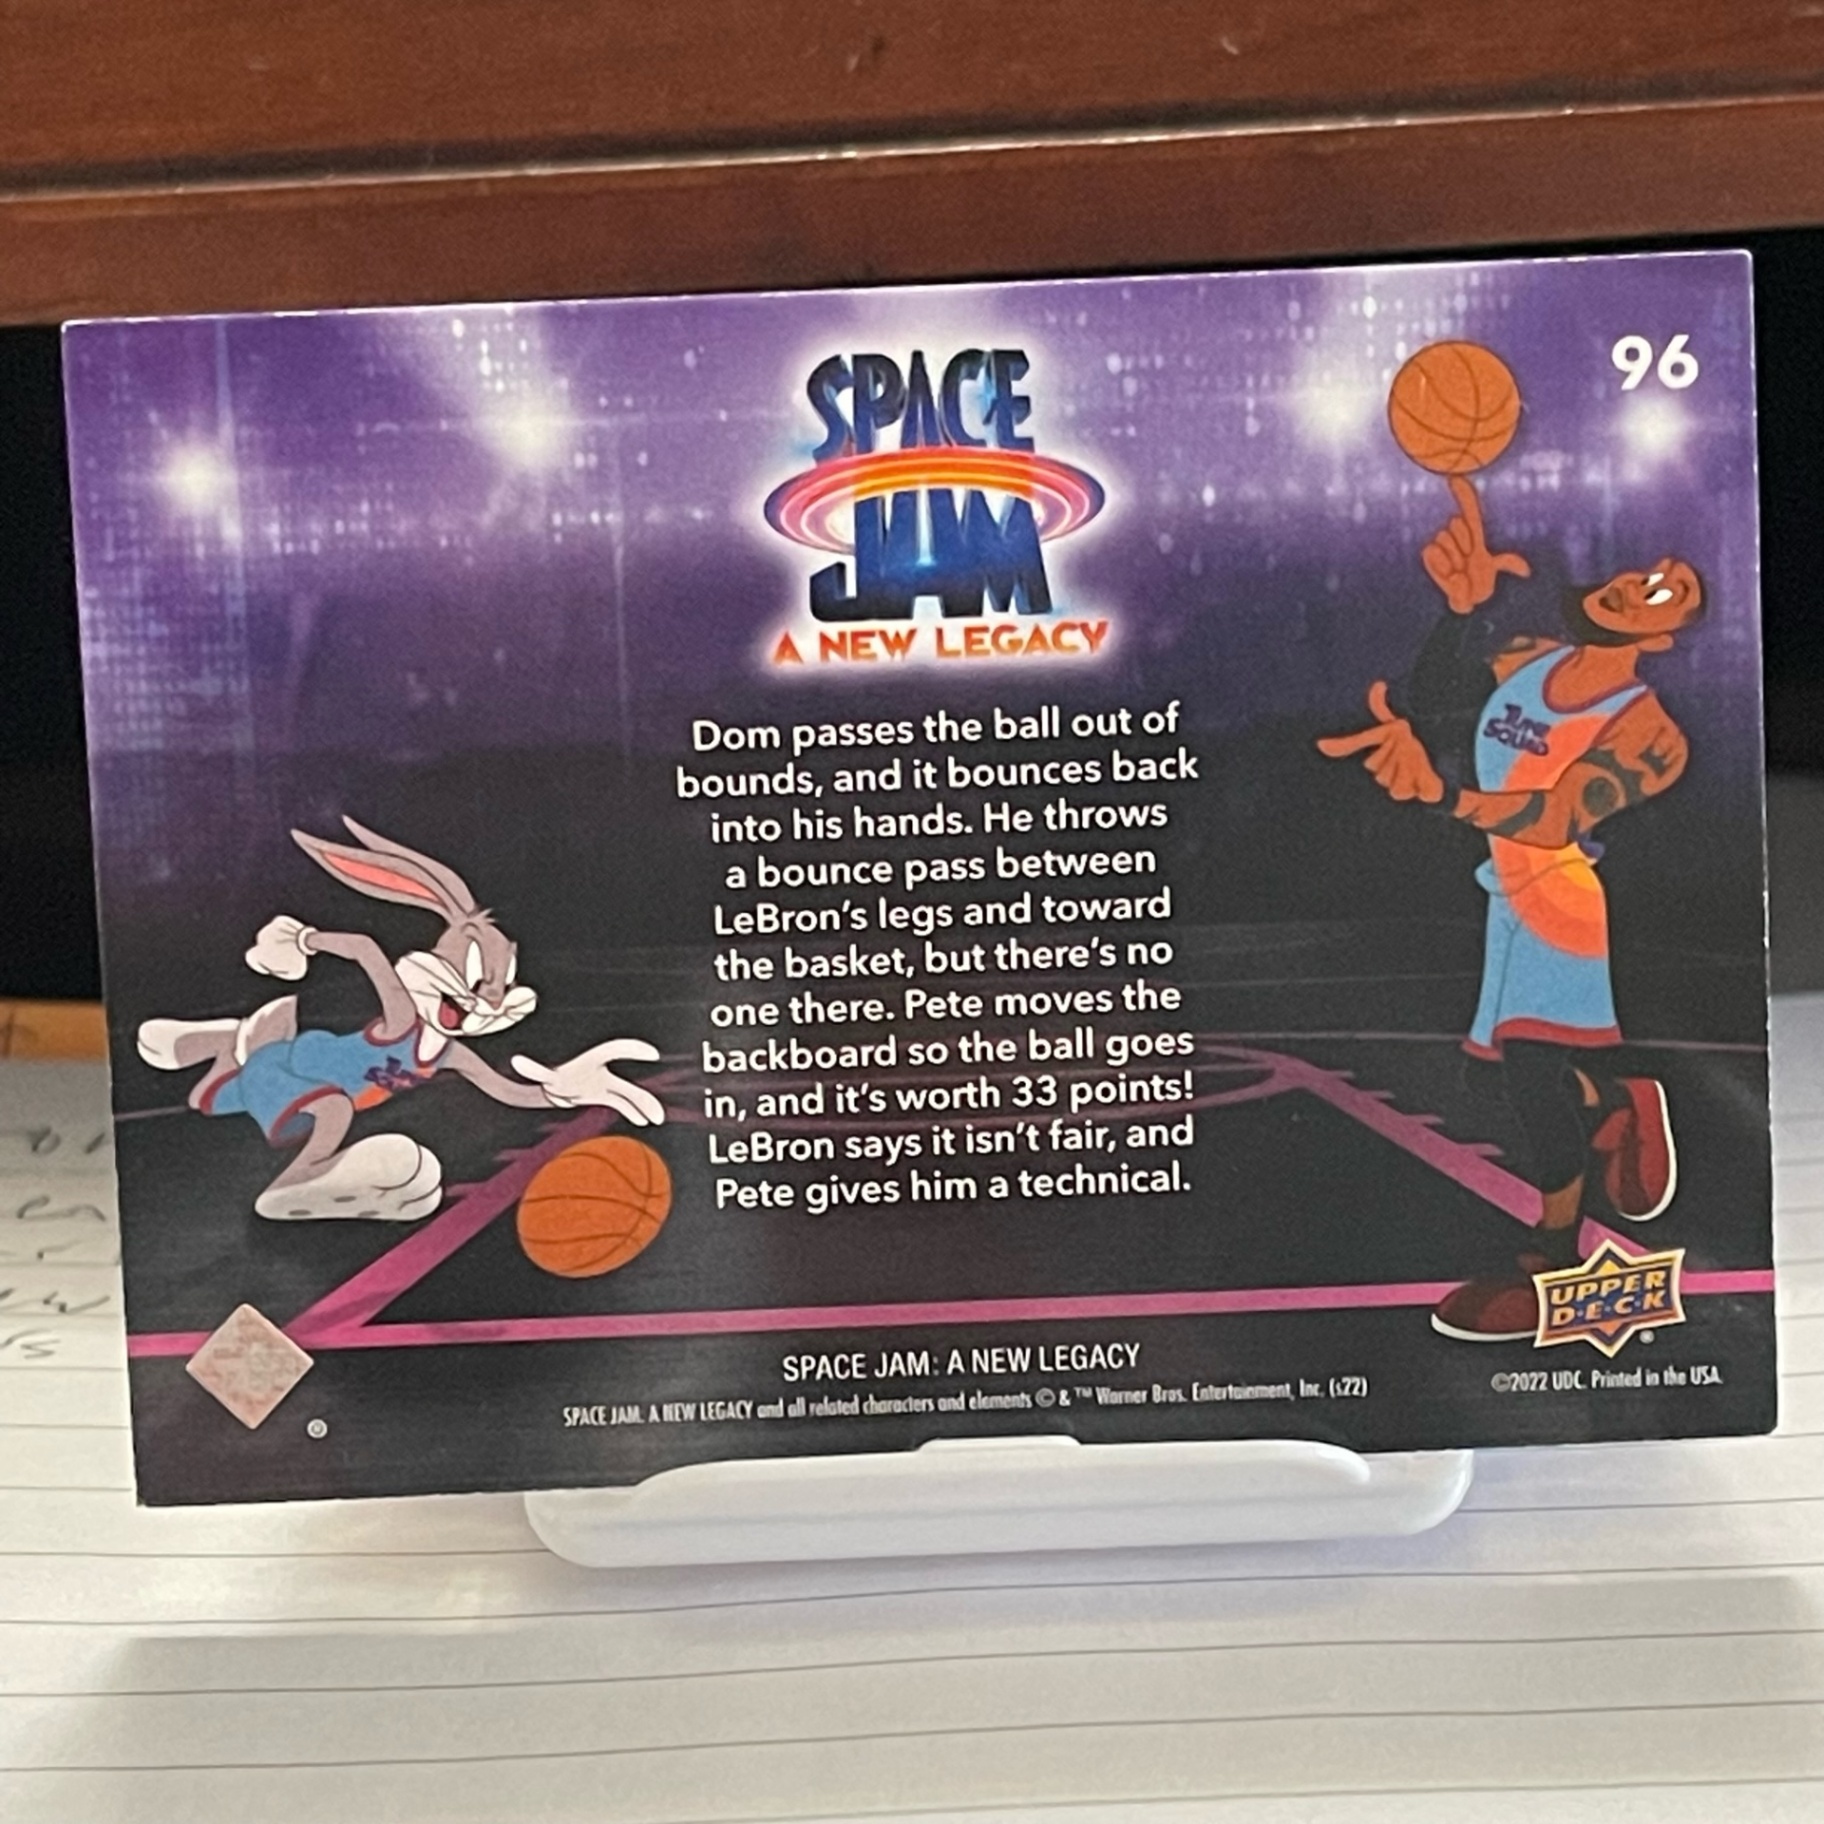 96
SPACE
JAM
A NEW LEGACY
Dom passes the ball out of
bounds, and it bounces back
into his hands. He throws
a bounce pass between
LeBron's legs and toward
the basket, but there's no
one there. Pete moves the
backboard so the ball goes
in, and it's worth 33 points!
LeBron says it isn't fair, and
Pete gives him a technical.
TUNE
SQUAD
UPPER
D·E·C·K
SPACE JAM: A NEW LEGACY
SPACE JAM: A NEW LEGACY and all related characters and elements © & ™ Warner Bros. Entertainment, Inc. (s22)
©2022 UDC. Printed in the USA.
®